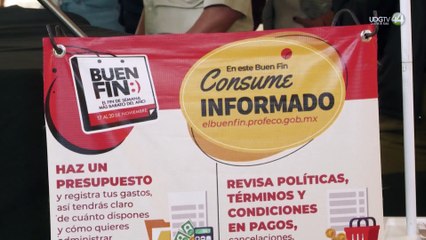 UDGTV 44
BUEN
FIN:)
EL FIN DE SEMANA
MÁS BARATO DEL AÑO!
17 AL 20 DE NOVIEMBRE
En este Buen Fin
Consume
INFORMADO
elbuenfin.profeco.gob.mx
HAZ UN
PRESUPUESTO
y registra tus gastos,
así tendrás claro
de cuánto dispones
y cómo quieres
administrar
REVISA POLÍTICAS,
TÉRMINOS Y
CONDICIONES
EN PAGOS,
cancelaciones,